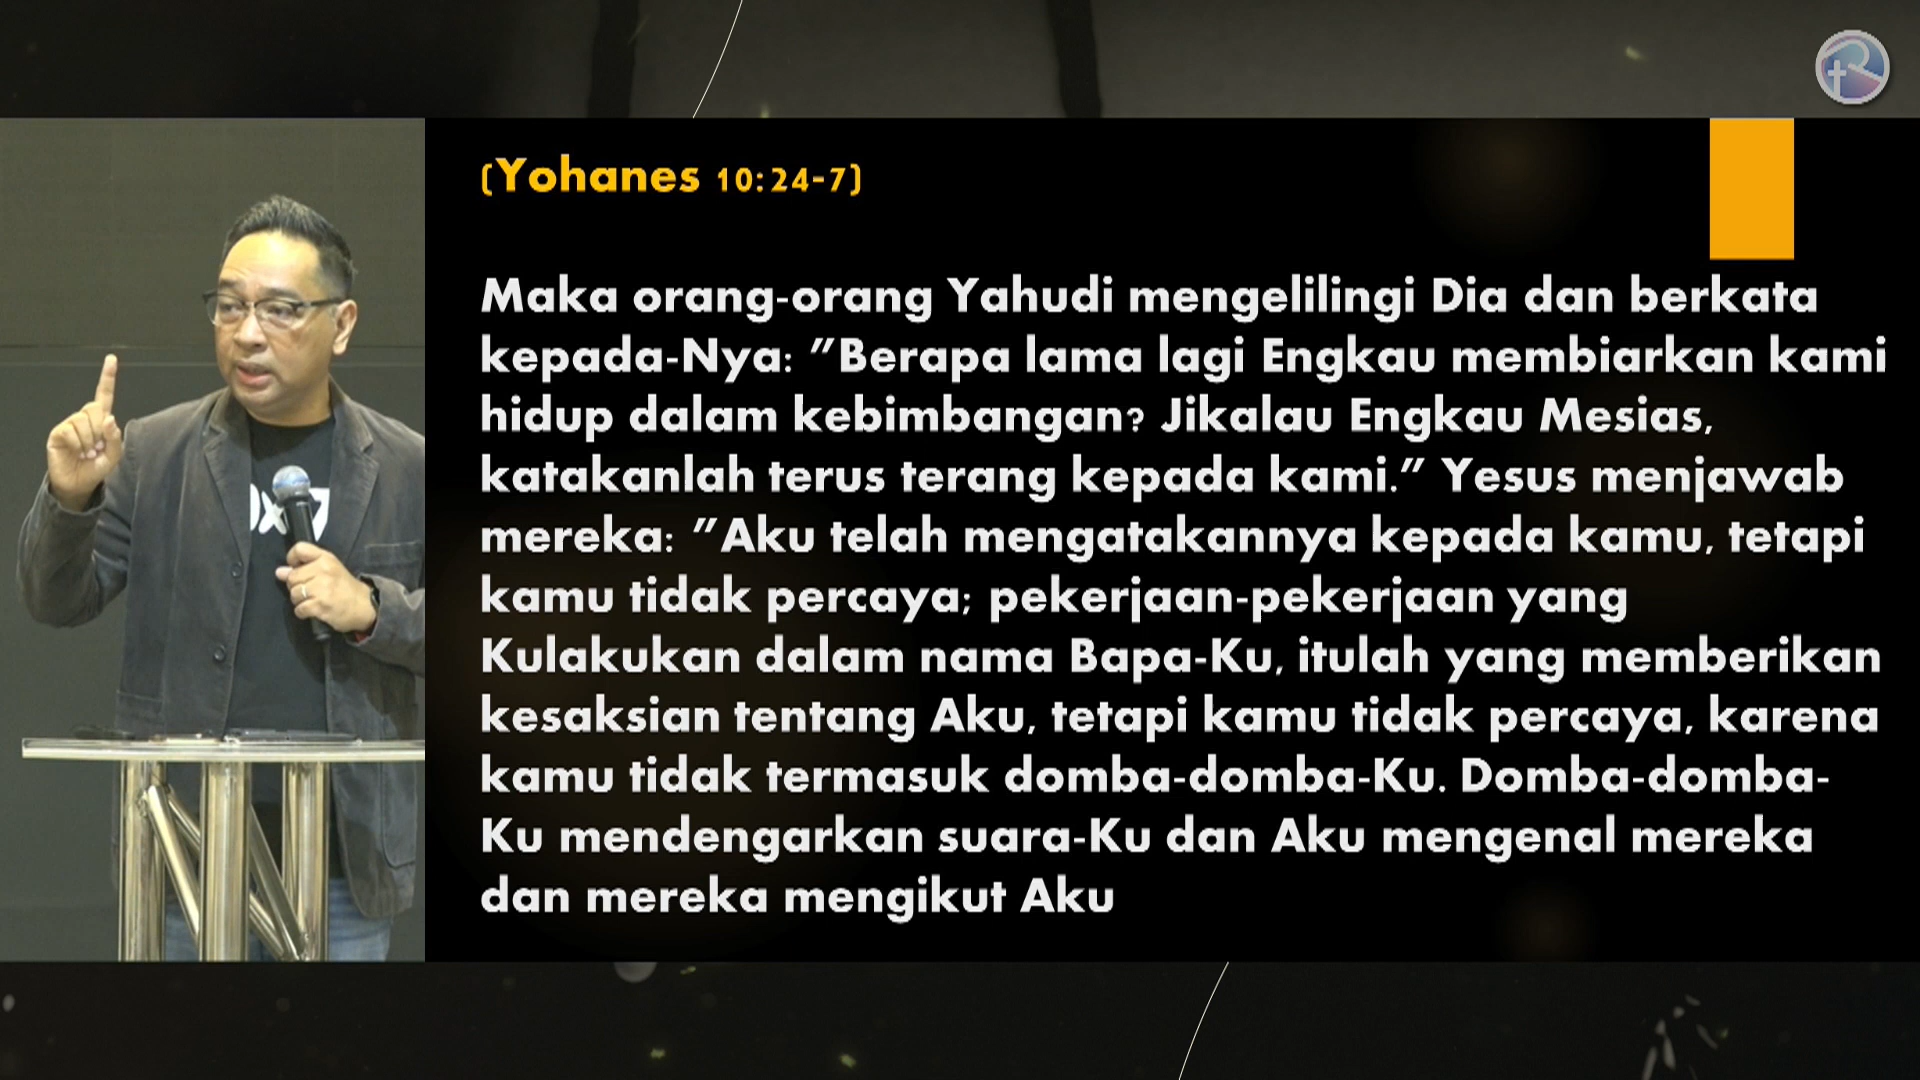 (Yohanes 10:24-7)
Maka orang-orang Yahudi mengelilingi Dia dan berkata
kepada-Nya: "Berapa lama lagi Engkau membiarkan kami
hidup dalam kebimbangan? Jikalau Engkau Mesias,
katakanlah terus terang kepada kami." Yesus menjawab
mereka: "Aku telah mengatakannya kepada kamu, tetapi
kamu tidak percaya; pekerjaan-pekerjaan yang
Kulakukan dalam nama Bapa-Ku, itulah yang memberikan
kesaksian tentang Aku, tetapi kamu tidak percaya, karena
kamu tidak termasuk domba-domba-Ku. Domba-domba-
Ku mendengarkan suara-Ku dan Aku mengenal mereka
dan mereka mengikut Aku